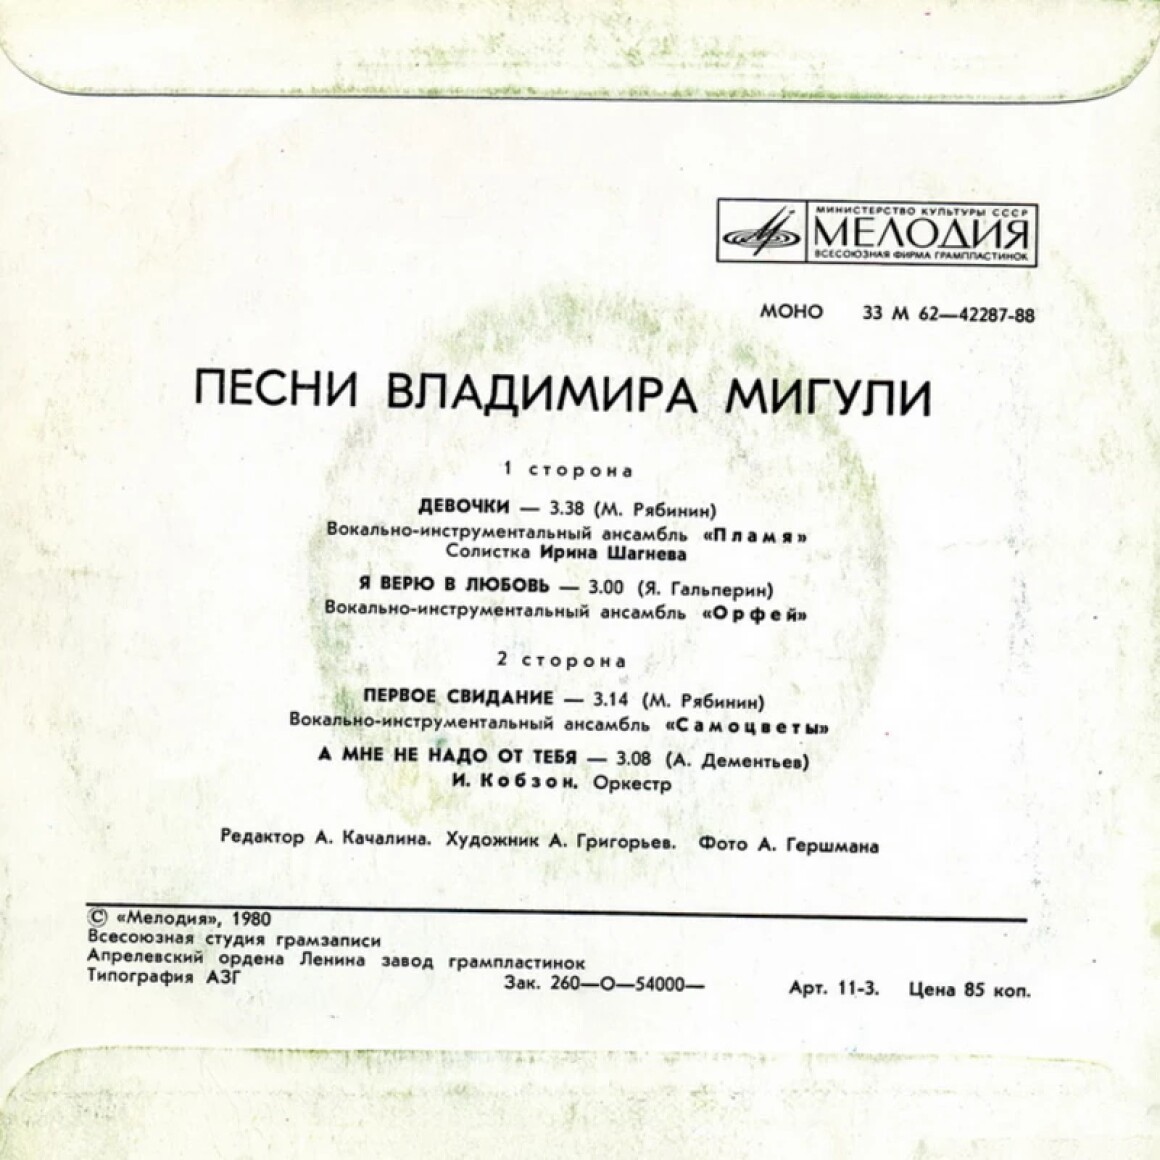 МИНИСТЕРСТВО КУЛЬТУРЫ СССР
МЕЛОДИЯ
ВСЕСОЮЗНАЯ ФИРМА ГРАМПЛАСТИНОК
МОНО 33 М 62—42287-88
ПЕСНИ ВЛАДИМИРА МИГУЛИ
1 сторона
ДЕВОЧКИ — 3.38 (М. Рябинин)
Вокально-инструментальный ансамбль «Пламя»
Солистка Ирина Шагнева
Я ВЕРЮ В ЛЮБОВЬ — 3.00 (Я. Гальперин)
Вокально-инструментальный ансамбль «Орфей»
2 сторона
ПЕРВОЕ СВИДАНИЕ — 3.14 (М. Рябинин)
Вокально-инструментальный ансамбль «Самоцветы»
А МНЕ НЕ НАДО ОТ ТЕБЯ — 3.08 (А. Дементьев)
И. Кобзон. Оркестр
Редактор А. Качалина. Художник А. Григорьев. Фото А. Гершмана
© «Мелодия», 1980
Всесоюзная студия грамзаписи
Апрелевский ордена Ленина завод грампластинок
Типография АЗГ Зак. 260—О—54000— Арт. 11-3. Цена 85 коп.